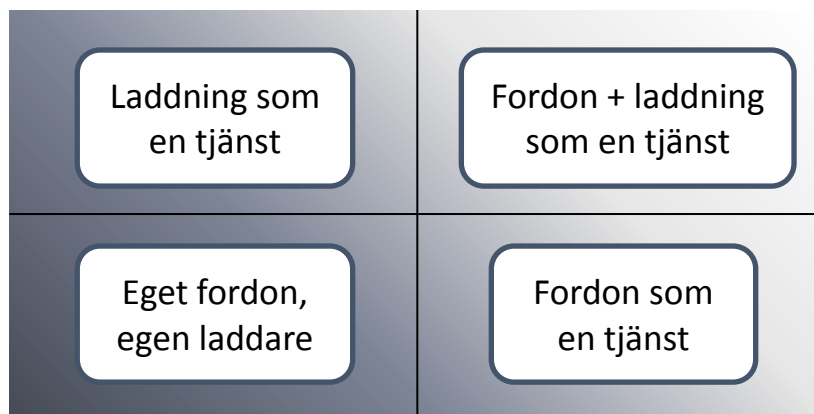 Laddning som
en tjänst
Fordon + laddning
som en tjänst
Eget fordon,
egen laddare
Fordon som
en tjänst